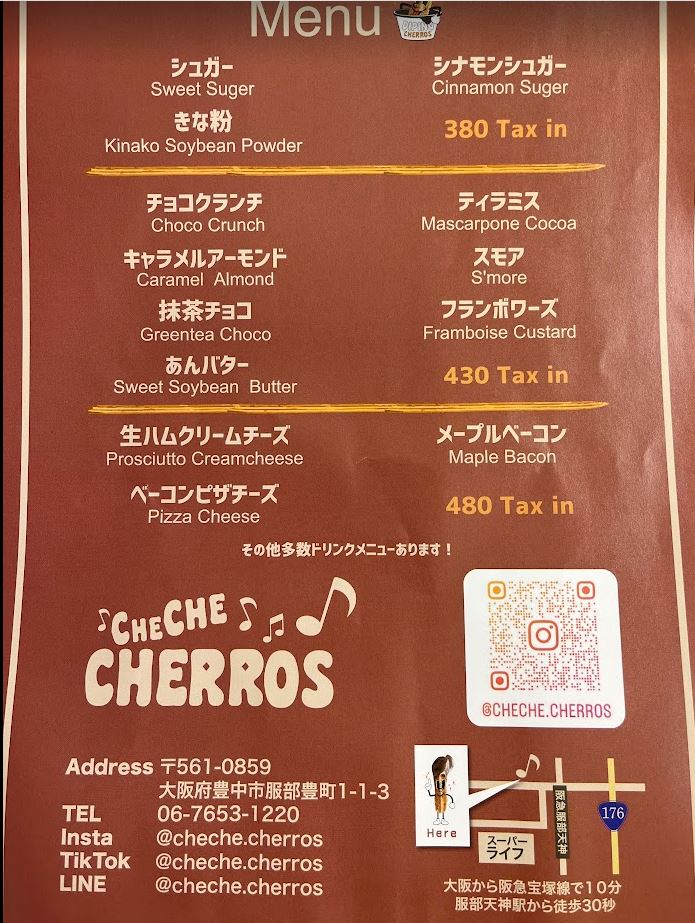 Menu
PIPING
CHERROS
シュガー
Sweet Suger
シナモンシュガー
Cinnamon Suger
きな粉
Kinako Soybean Powder
380 Tax in
チョコクランチ
Choco Crunch
ティラミス
Mascarpone Cocoa
キャラメルアーモンド
Caramel Almond
スモア
S'more
抹茶チョコ
Greentea Choco
フランボワーズ
Framboise Custard
あんバター
Sweet Soybean Butter
430 Tax in
生ハムクリームチーズ
Prosciutto Creamcheese
メープルベーコン
Maple Bacon
ベーコンピザチーズ
Pizza Cheese
480 Tax in
その他多数ドリンクメニューあります！
CHECHE
CHERROS
@CHECHE.CHERROS
Address 〒561-0859
大阪府豊中市服部豊町1-1-3
TEL 06-7653-1220
Insta @cheche.cherros
TikTok @cheche.cherros
LINE @cheche.cherros
Here
スーパー
ライフ
阪急服部天神
176
大阪から阪急宝塚線で10分
服部天神駅から徒歩30秒